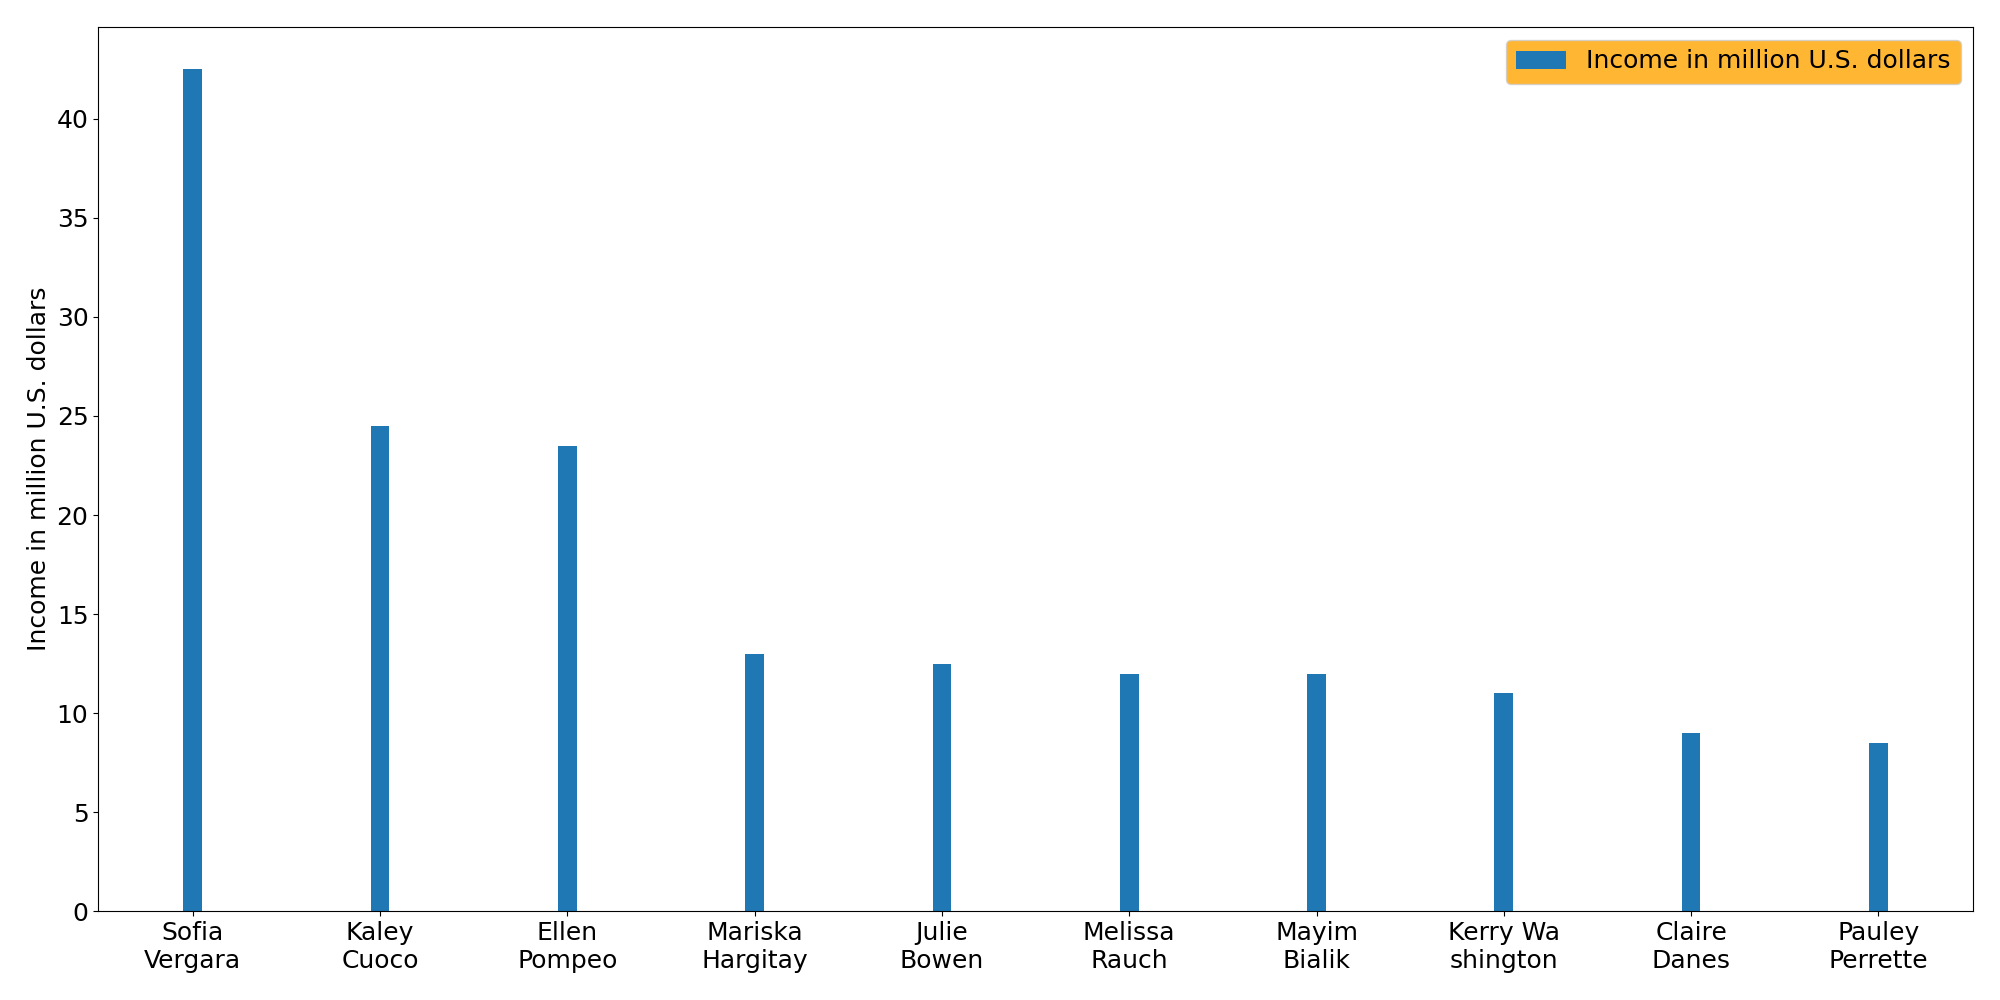 Income in million U.S. dollars
Income in million U.S. dollars
40
35
30
25
20
15
10
5
0
Sofia
Vergara
Kaley
Cuoco
Ellen
Pompeo
Mariska
Hargitay
Julie
Bowen
Melissa
Rauch
Mayim
Bialik
Kerry Wa
shington
Claire
Danes
Pauley
Perrette